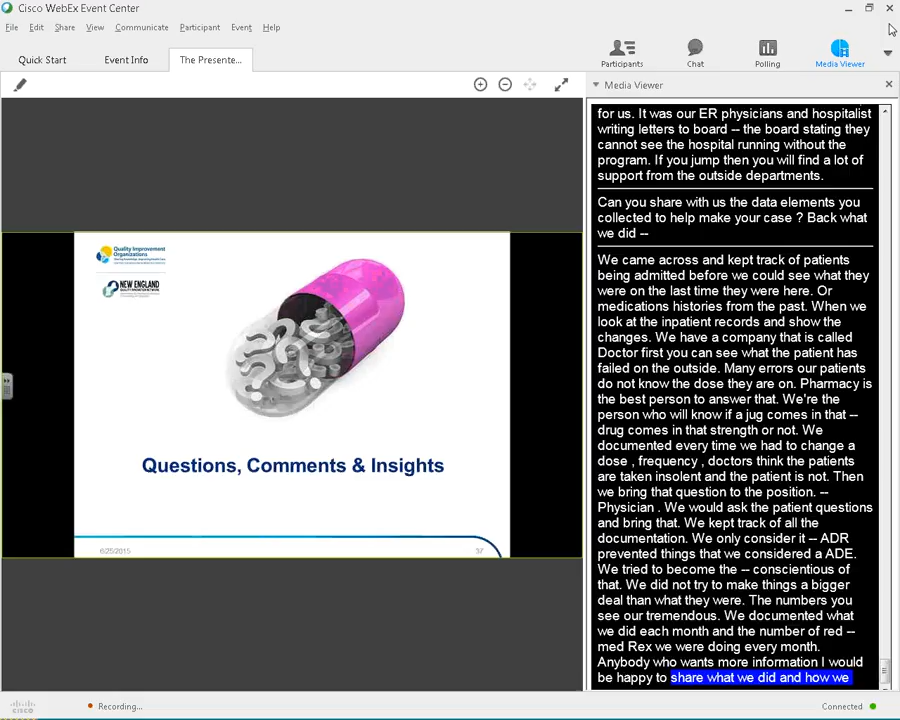 Cisco WebEx Event Center
File Edit Share View Communicate Participant Event Help
Quick Start Event Info The Presente...
Participants Chat Polling Media Viewer
Media Viewer
Quality Improvement
Organizations
NEW ENGLAND
Questions, Comments & Insights
6/25/2015 37
for us. It was our ER physicians and hospitalist
writing letters to board -- the board stating they
cannot see the hospital running without the
program. If you jump then you will find a lot of
support from the outside departments.
Can you share with us the data elements you
collected to help make your case ? Back what
we did --
We came across and kept track of patients
being admitted before we could see what they
were on the last time they were here. Or
medications histories from the past. When we
look at the inpatient records and show the
changes. We have a company that is called
Doctor first you can see what the patient has
failed on the outside. Many errors our patients
do not know the dose they are on. Pharmacy is
the best person to answer that. We're the
person who will know if a jug comes in that --
drug comes in that strength or not. We
documented every time we had to change a
dose , frequency , doctors think the patients
are taken insolent and the patient is not. Then
we bring that question to the position. --
Physician . We would ask the patient questions
and bring that. We kept track of all the
documentation. We only consider it -- ADR
prevented things that we considered a ADE.
We tried to become the -- conscientious of
that. We did not try to make things a bigger
deal than what they were. The numbers you
see our tremendous. We documented what
we did each month and the number of red --
med Rex we were doing every month.
Anybody who wants more information I would
be happy to share what we did and how we
cisco Recording... Connected